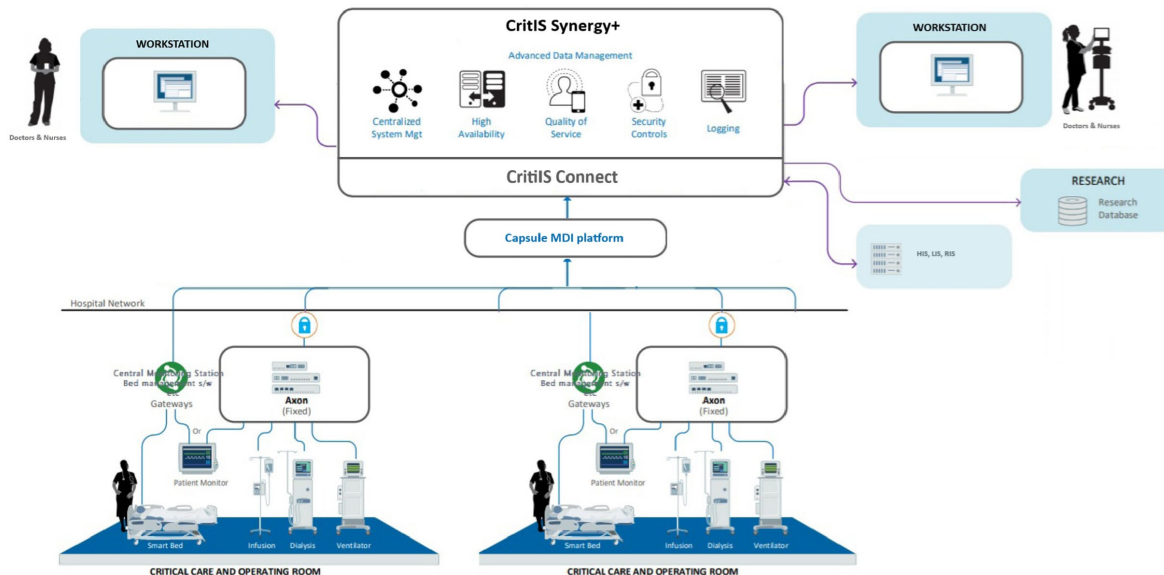 CritIS Synergy+
Advanced Data Management
Centralized
System Mgt
High
Availability
Quality of
Service
Security
Controls
Logging
CritIS Connect
WORKSTATION
Doctors & Nurses
WORKSTATION
Doctors & Nurses
RESEARCH
Research
Database
HIS, LIS, RIS
Capsule MDI platform
Hospital Network
Central Monitoring Station
Bed management s/w
etc
Gateways
Axon
(Fixed)
Or
Patient Monitor
Smart Bed
Infusion
Dialysis
Ventilator
CRITICAL CARE AND OPERATING ROOM
Central Monitoring Station
Bed management s/w
etc
Gateways
Axon
(Fixed)
Or
Patient Monitor
Smart Bed
Infusion
Dialysis
Ventilator
CRITICAL CARE AND OPERATING ROOM